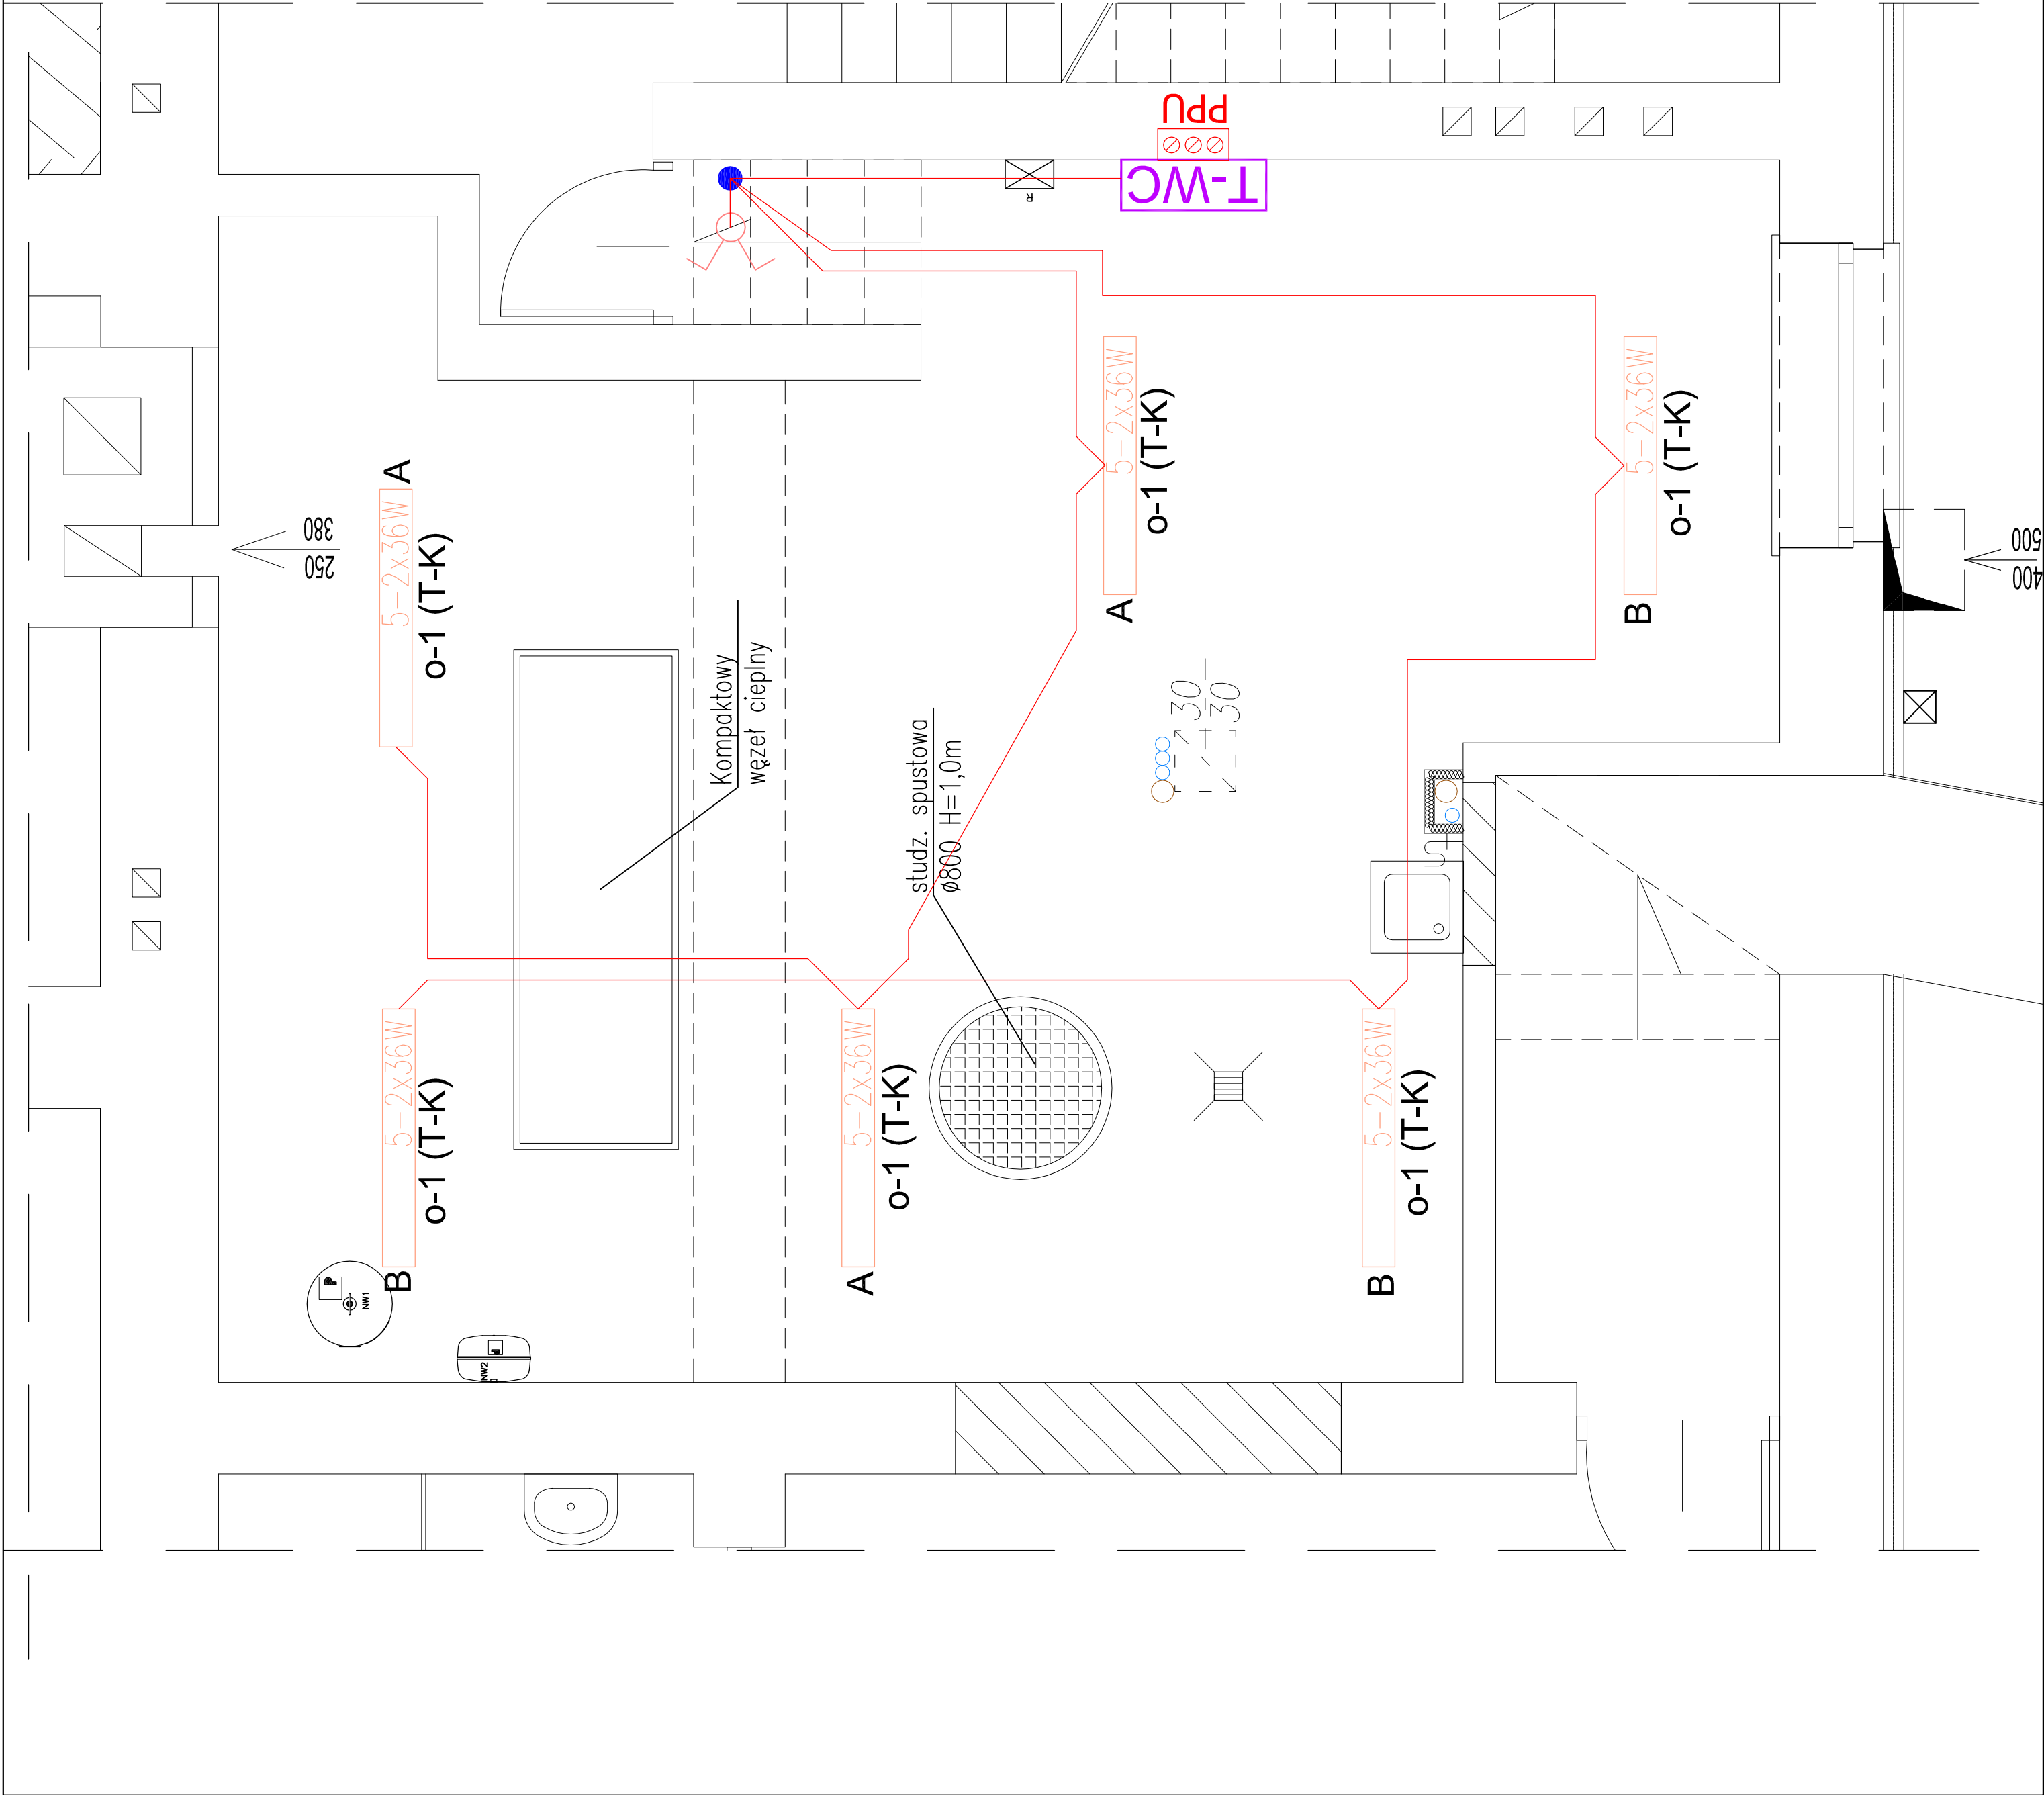 PPU
T-WC
R
380
250
A
5-2x36W
o-1 (T-K)
5-2x36W
o-1 (T-K)
A
5-2x36W
o-1 (T-K)
B
500
400
Kompaktowy
węzeł cieplny
studz. spustowa
ø800 H=1,0m
30
30
5-2x36W
o-1 (T-K)
B
5-2x36W
o-1 (T-K)
A
5-2x36W
o-1 (T-K)
B
P
NW1
NW2